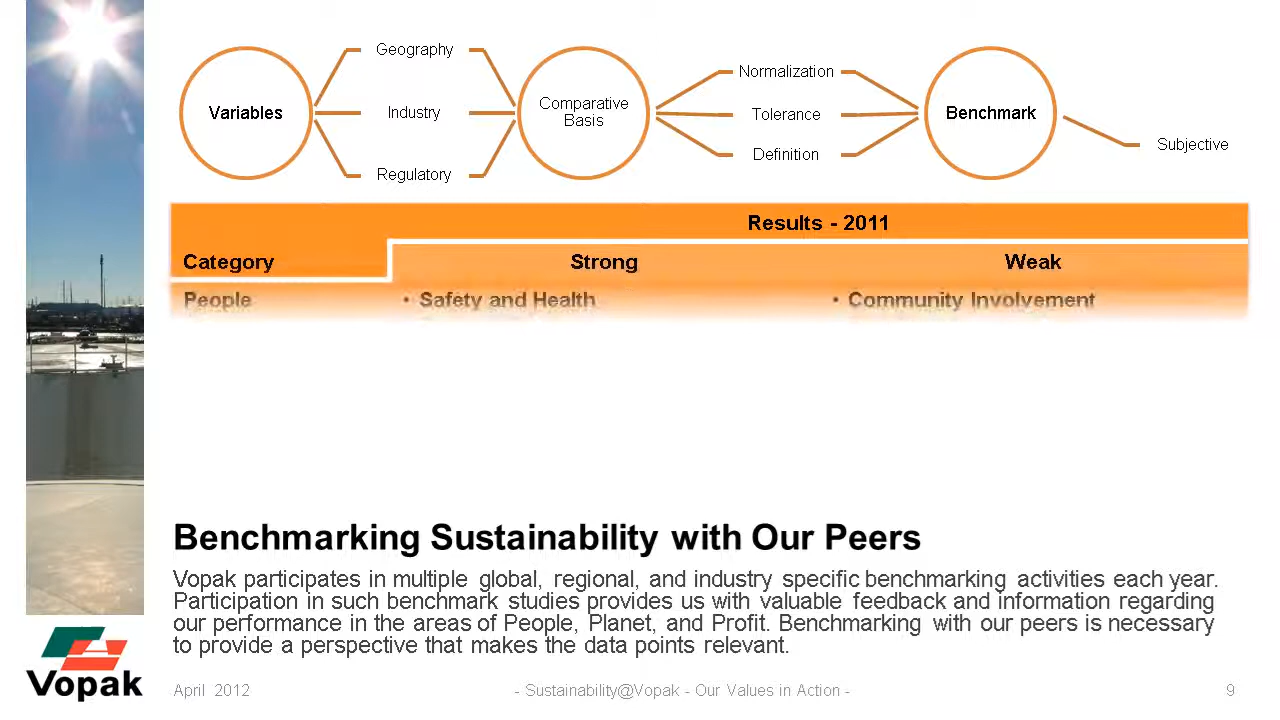 Geography
Normalization
Variables
Industry
Comparative
Basis
Tolerance
Benchmark
Definition
Subjective
Regulatory
Results - 2011
Category
Strong
Weak
People
• Safety and Health
• Community Involvement
Benchmarking Sustainability with Our Peers
Vopak participates in multiple global, regional, and industry specific benchmarking activities each year.
Participation in such benchmark studies provides us with valuable feedback and information regarding
our performance in the areas of People, Planet, and Profit. Benchmarking with our peers is necessary
to provide a perspective that makes the data points relevant.
Vopak
April 2012
- Sustainability@Vopak - Our Values in Action -
9